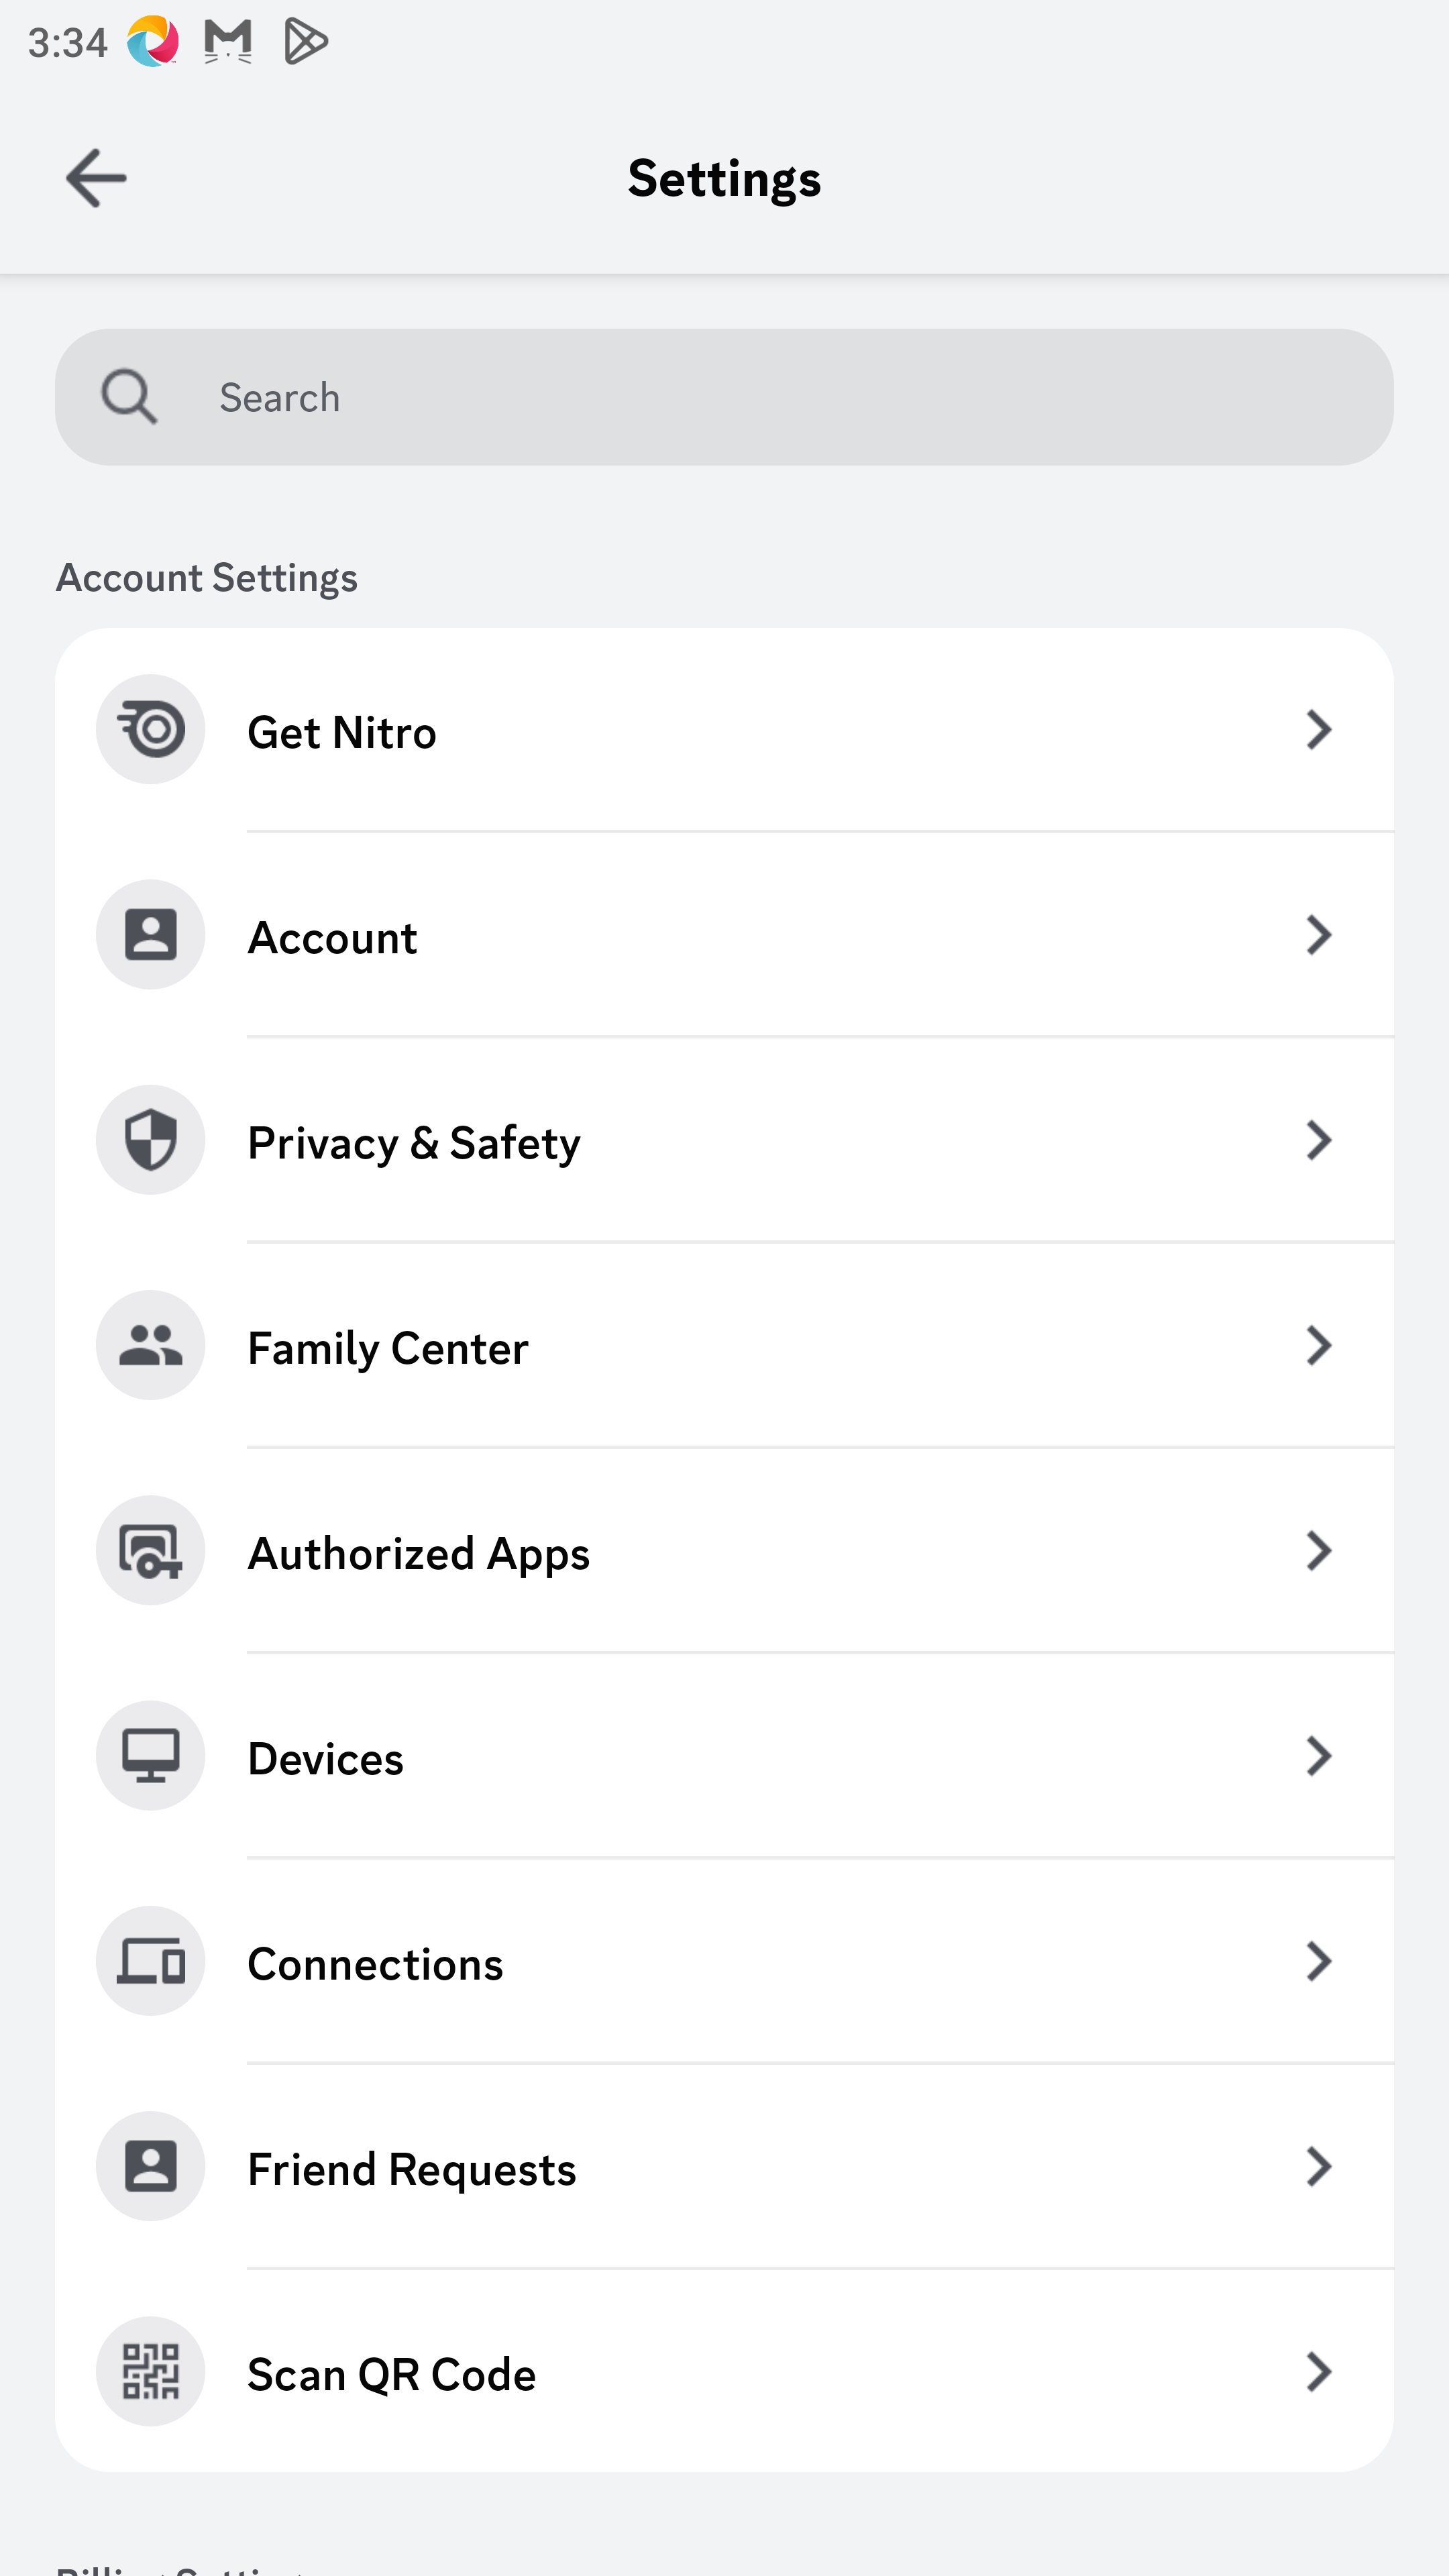 3:34
Settings
Search
Account Settings
Get Nitro
Account
Privacy & Safety
Family Center
Authorized Apps
Devices
Connections
Friend Requests
Scan QR Code